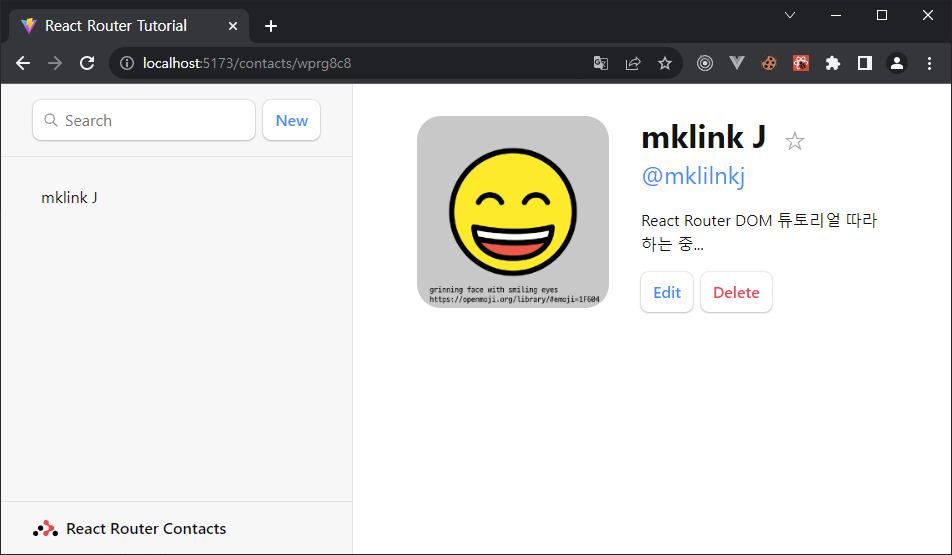 React Router Tutorial
localhost:5173/contacts/wprg8c8
Search
New
mklink J
React Router Contacts
grinning face with smiling eyes
https://openmoji.org/library/#emoji=1F604
mklink J ☆
@mklilnkj
React Router DOM 튜토리얼 따라
하는 중...
Edit
Delete